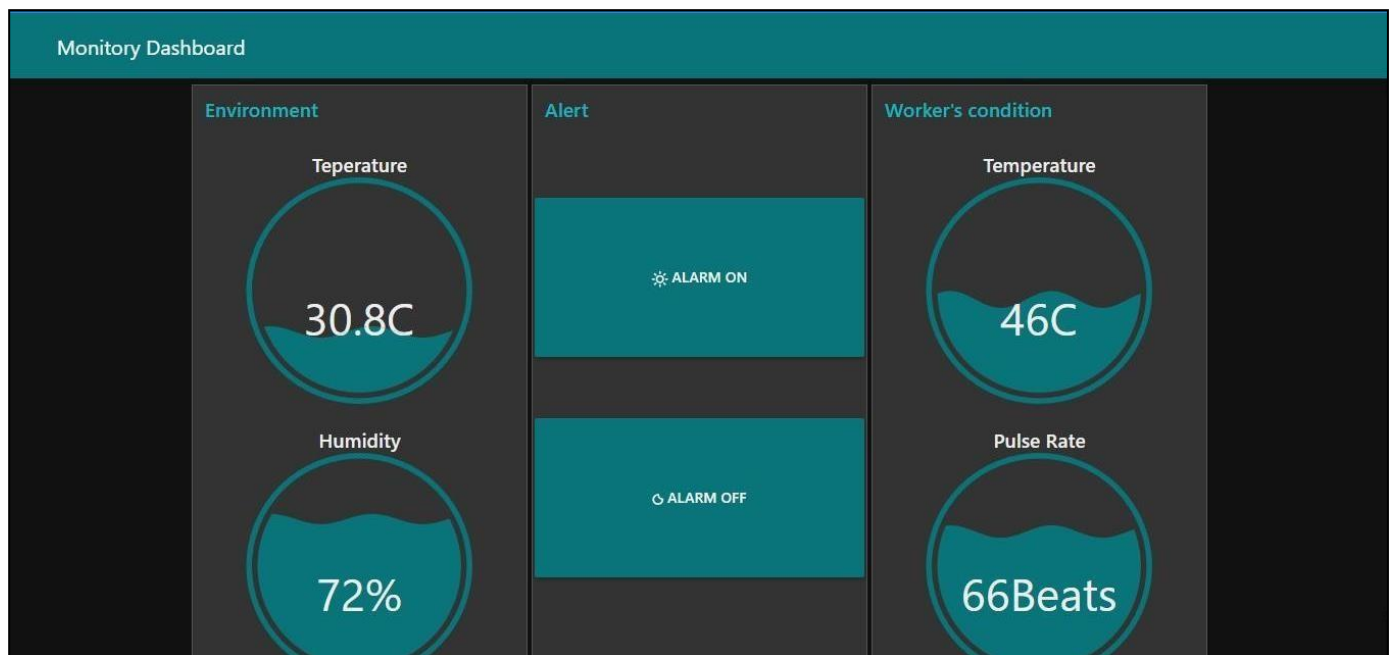 Monitory Dashboard
Environment
Teperature
30.8C
Humidity
72%
Alert
ALARM ON
ALARM OFF
Worker's condition
Temperature
46C
Pulse Rate
66Beats